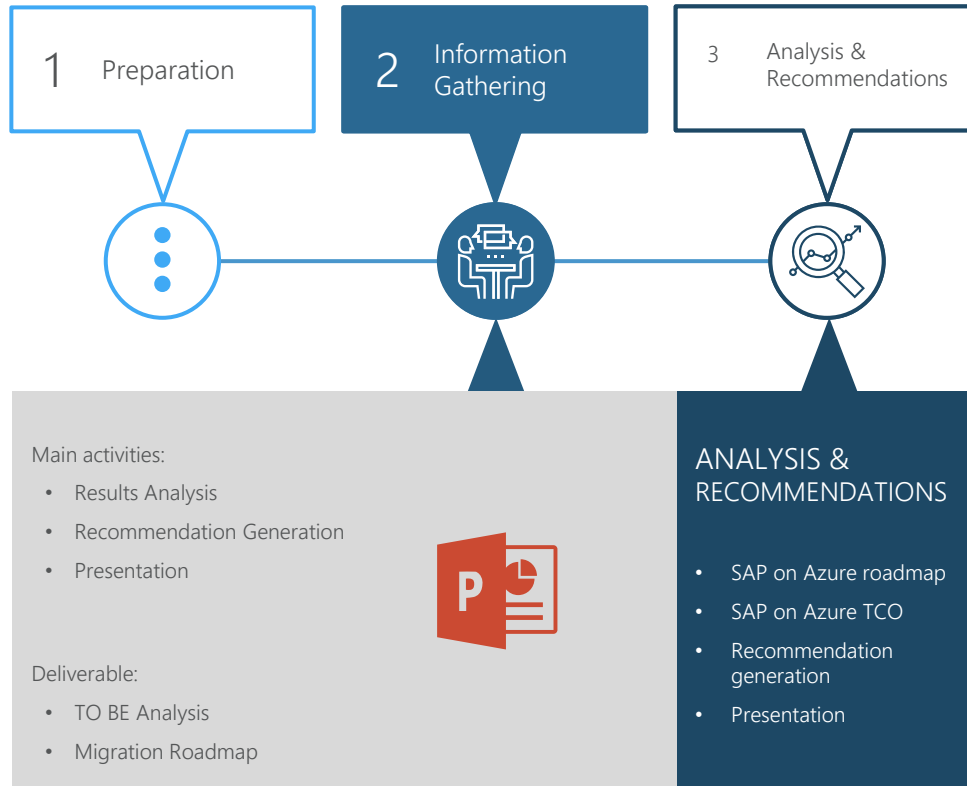 1 Preparation
2 Information
Gathering
3 Analysis &
Recommendations
Main activities:
• Results Analysis
• Recommendation Generation
• Presentation
P
Deliverable:
• TO BE Analysis
• Migration Roadmap
ANALYSIS &
RECOMMENDATIONS
• SAP on Azure roadmap
• SAP on Azure TCO
• Recommendation
generation
• Presentation